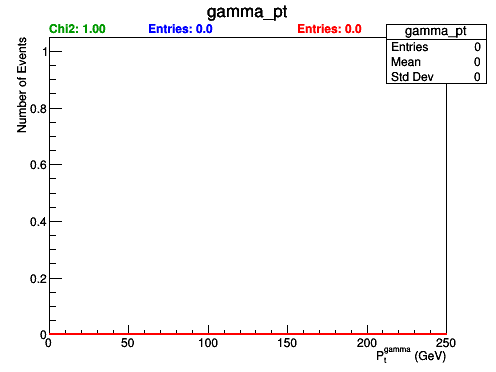 gamma_pt
Chi2: 1.00 Entries: 0.0 Entries: 0.0
gamma_pt
Entries 0
Mean 0
Std Dev 0
Number of Events
1
0.8
0.6
0.4
0.2
0
0 50 100 150 200 250
P_t^gamma (GeV)